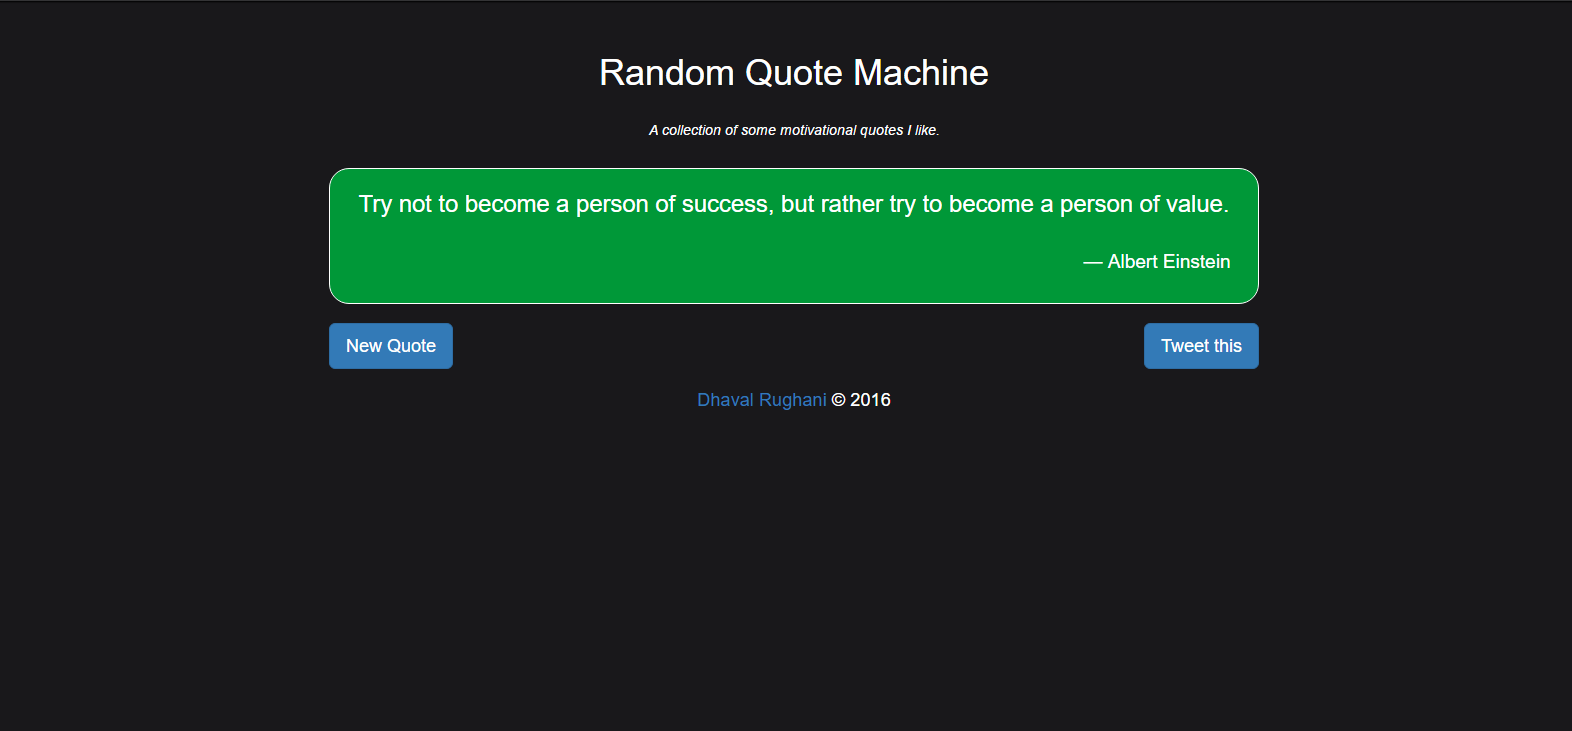 Random Quote Machine
A collection of some motivational quotes I like.
Try not to become a person of success, but rather try to become a person of value.
— Albert Einstein
New Quote
Tweet this
Dhaval Rughani © 2016